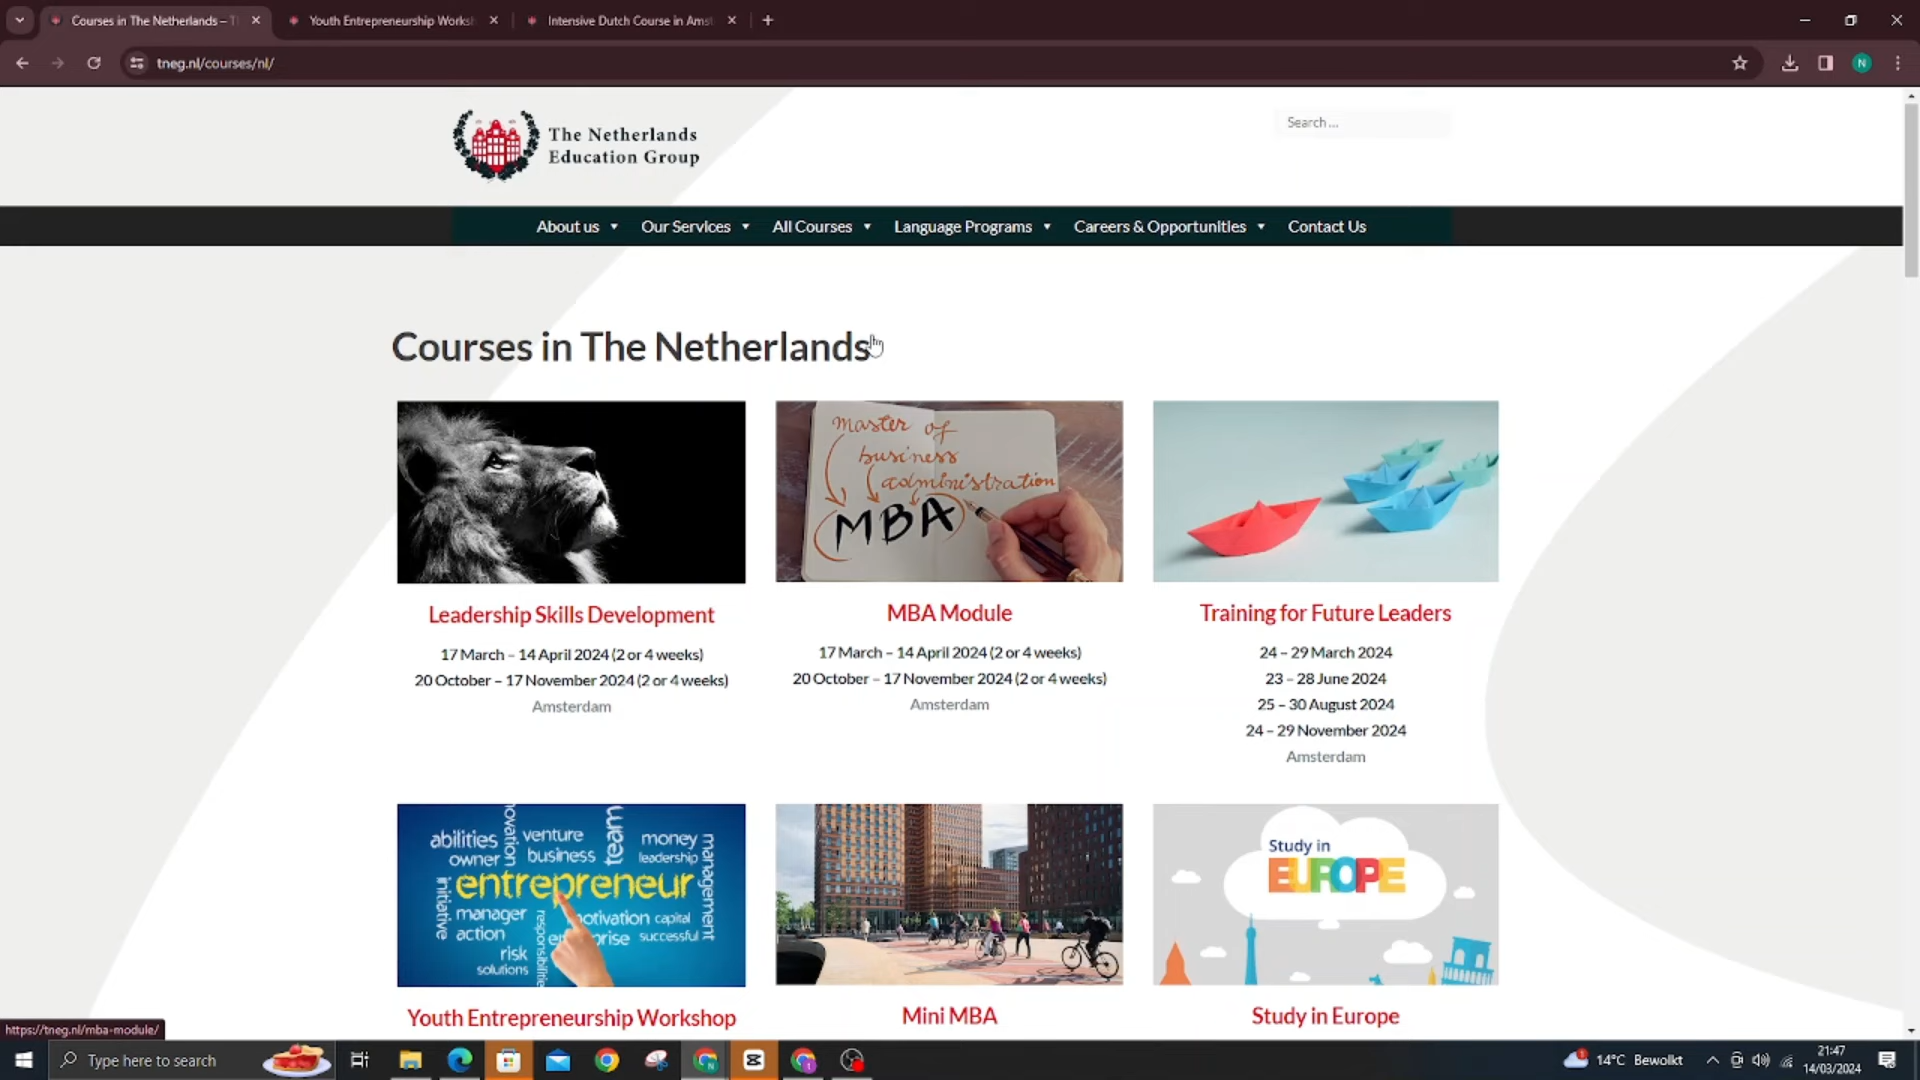 Courses in The Netherlands – T
Youth Entrepreneurship Worksh
Intensive Dutch Course in Amst
tneg.nl/courses/nl/
The Netherlands
Education Group
Search ...
About us
Our Services
All Courses
Language Programs
Careers & Opportunities
Contact Us
Courses in The Netherlands
master of
business
administration
MBA
Leadership Skills Development
17 March – 14 April 2024 (2 or 4 weeks)
20 October – 17 November 2024 (2 or 4 weeks)
Amsterdam
MBA Module
17 March – 14 April 2024 (2 or 4 weeks)
20 October – 17 November 2024 (2 or 4 weeks)
Amsterdam
Training for Future Leaders
24 – 29 March 2024
23 – 28 June 2024
25 – 30 August 2024
24 – 29 November 2024
Amsterdam
abilities
venture
team
money
management
owner
business
leadership
entrepreneur
initiative
manager
motivation
capital
action
successful
risk
solutions
Study in
EUROPE
Youth Entrepreneurship Workshop
Mini MBA
Study in Europe
https://tneg.nl/mba-module/
Type here to search
14°C Bewolkt
21:47
14/03/2024
N